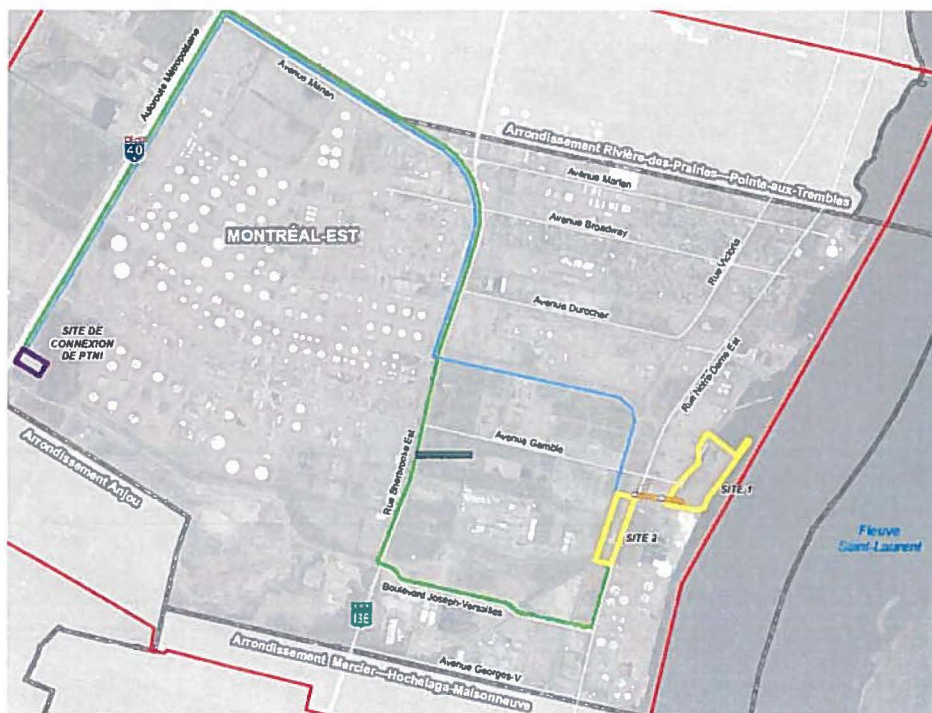 Autoroute Métropolitaine
40
Avenue Marien
Arrondissement Rivière-des-Prairies—Pointe-aux-Trembles
Avenue Marien
Avenue Broadway
Rue Victoria
MONTRÉAL-EST
Avenue Durocher
SITE DE
CONNEXION
DE PTNI
Rue Notre-Dame Est
Arrondissement Anjou
Rue Sherbrooke Est
Avenue Gamble
SITE 1
SITE 2
Fleuve
Saint-Laurent
Boulevard Joseph-Versailles
138
Avenue Georges-V
Arrondissement Mercier—Hochelaga-Maisonneuve